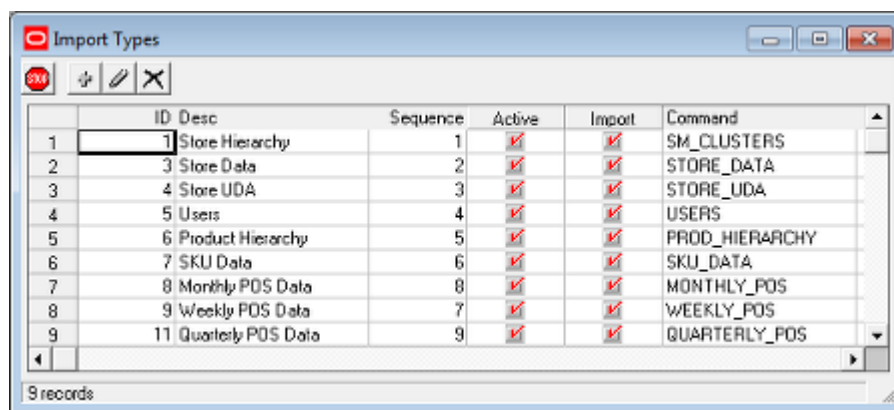 Import Types
STOP
ID Desc Sequence Active Import Command
1 1 Store Hierarchy 1 SM_CLUSTERS
2 3 Store Data 2 STORE_DATA
3 4 Store UDA 3 STORE_UDA
4 5 Users 4 USERS
5 6 Product Hierarchy 5 PROD_HIERARCHY
6 7 SKU Data 6 SKU_DATA
7 8 Monthly POS Data 8 MONTHLY_POS
8 9 Weekly POS Data 7 WEEKLY_POS
9 11 Quarterly POS Data 9 QUARTERLY_POS
9 records